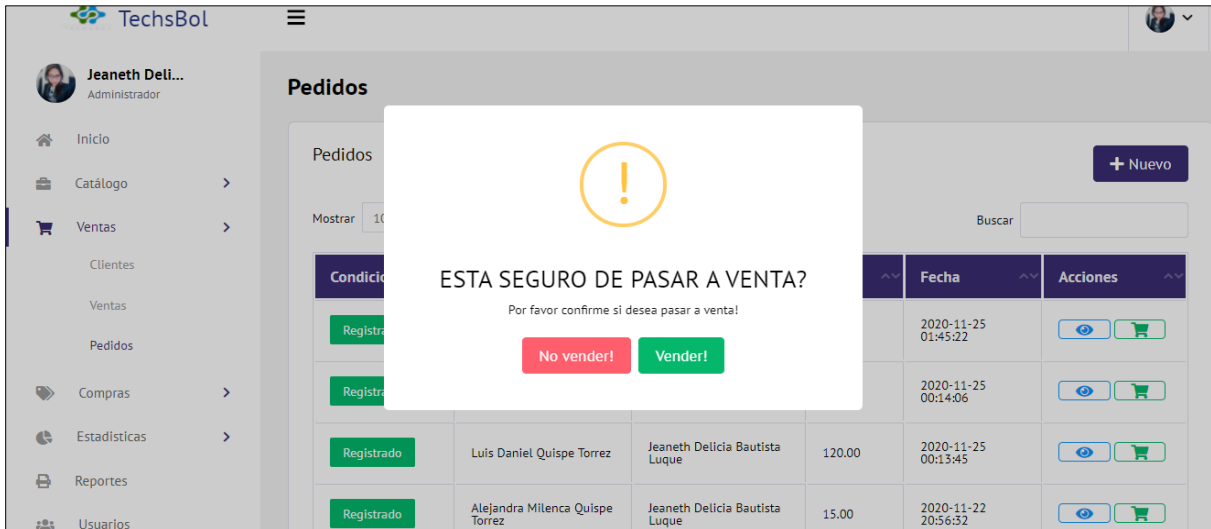 TechsBol
Jeaneth Deli...
Administrador
Inicio
Catálogo
Ventas
Clientes
Ventas
Pedidos
Compras
Estadisticas
Reportes
Usuarios
Pedidos
Pedidos
+ Nuevo
Mostrar 10
Buscar
ESTA SEGURO DE PASAR A VENTA?
Por favor confirme si desea pasar a venta!
No vender! Vender!
Condicio Fecha Acciones
Registra 2020-11-25
01:45:22
Registra 2020-11-25
00:14:06
Registrado Luis Daniel Quispe Torrez Jeaneth Delicia Bautista 120.00 2020-11-25
Luque 00:13:45
Registrado Alejandra Milenca Quispe Jeaneth Delicia Bautista 15.00 2020-11-22
Torrez Luque 20:56:32